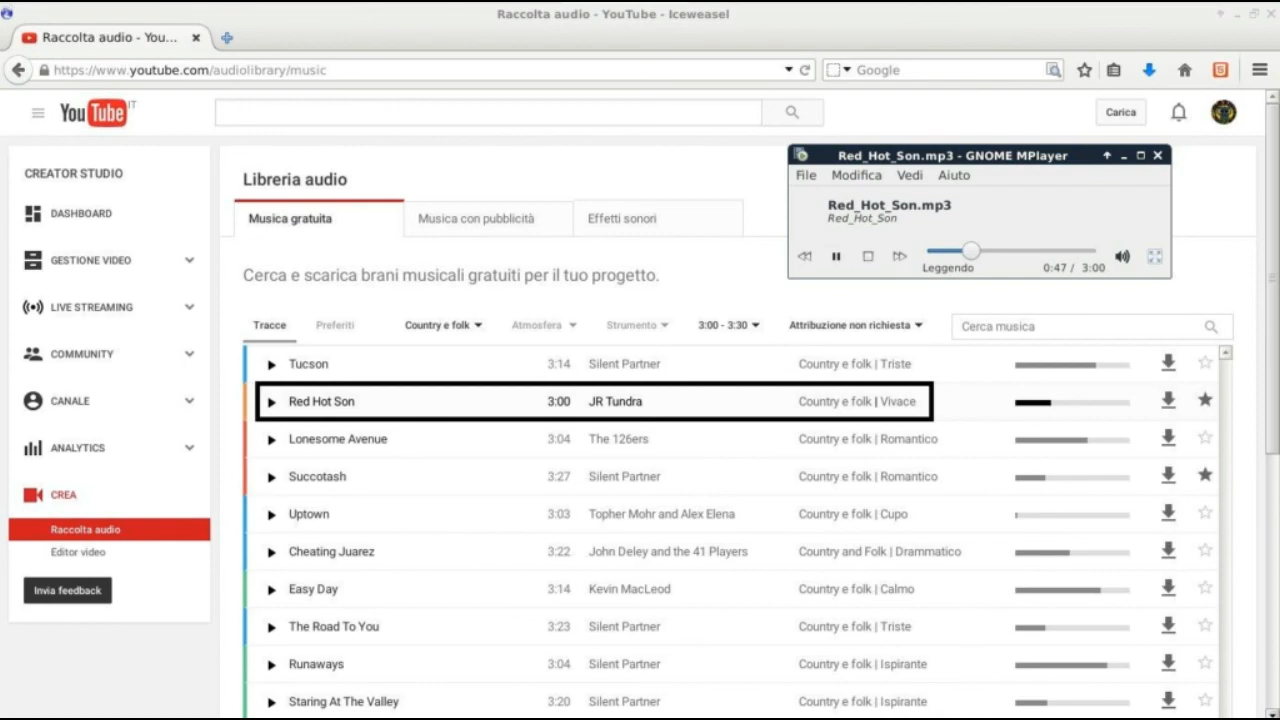 Raccolta audio - YouTube - Iceweasel
Raccolta audio - You...
https://www.youtube.com/audiolibrary/music
Google
YouTube IT
Carica
CREATOR STUDIO
DASHBOARD
GESTIONE VIDEO
LIVE STREAMING
COMMUNITY
CANALE
ANALYTICS
CREA
Raccolta audio
Editor video
Invia feedback
Libreria audio
Musica gratuita Musica con pubblicità Effetti sonori
Red_Hot_Son.mp3 - GNOME MPlayer
File Modifica Vedi Aiuto
Red_Hot_Son.mp3
Red_Hot_Son
Leggendo 0:47 / 3:00
Cerca e scarica brani musicali gratuiti per il tuo progetto.
Tracce Preferiti Country e folk Atmosfera Strumento 3:00 - 3:30 Attribuzione non richiesta Cerca musica
Tucson 3:14 Silent Partner Country e folk | Triste
Red Hot Son 3:00 JR Tundra Country e folk | Vivace
Lonesome Avenue 3:04 The 126ers Country e folk | Romantico
Succotash 3:27 Silent Partner Country e folk | Romantico
Uptown 3:03 Topher Mohr and Alex Elena Country e folk | Cupo
Cheating Juarez 3:22 John Deley and the 41 Players Country and Folk | Drammatico
Easy Day 3:14 Kevin MacLeod Country e folk | Calmo
The Road To You 3:23 Silent Partner Country e folk | Triste
Runaways 3:04 Silent Partner Country e folk | Ispirante
Staring At The Valley 3:20 Silent Partner Country e folk | Ispirante